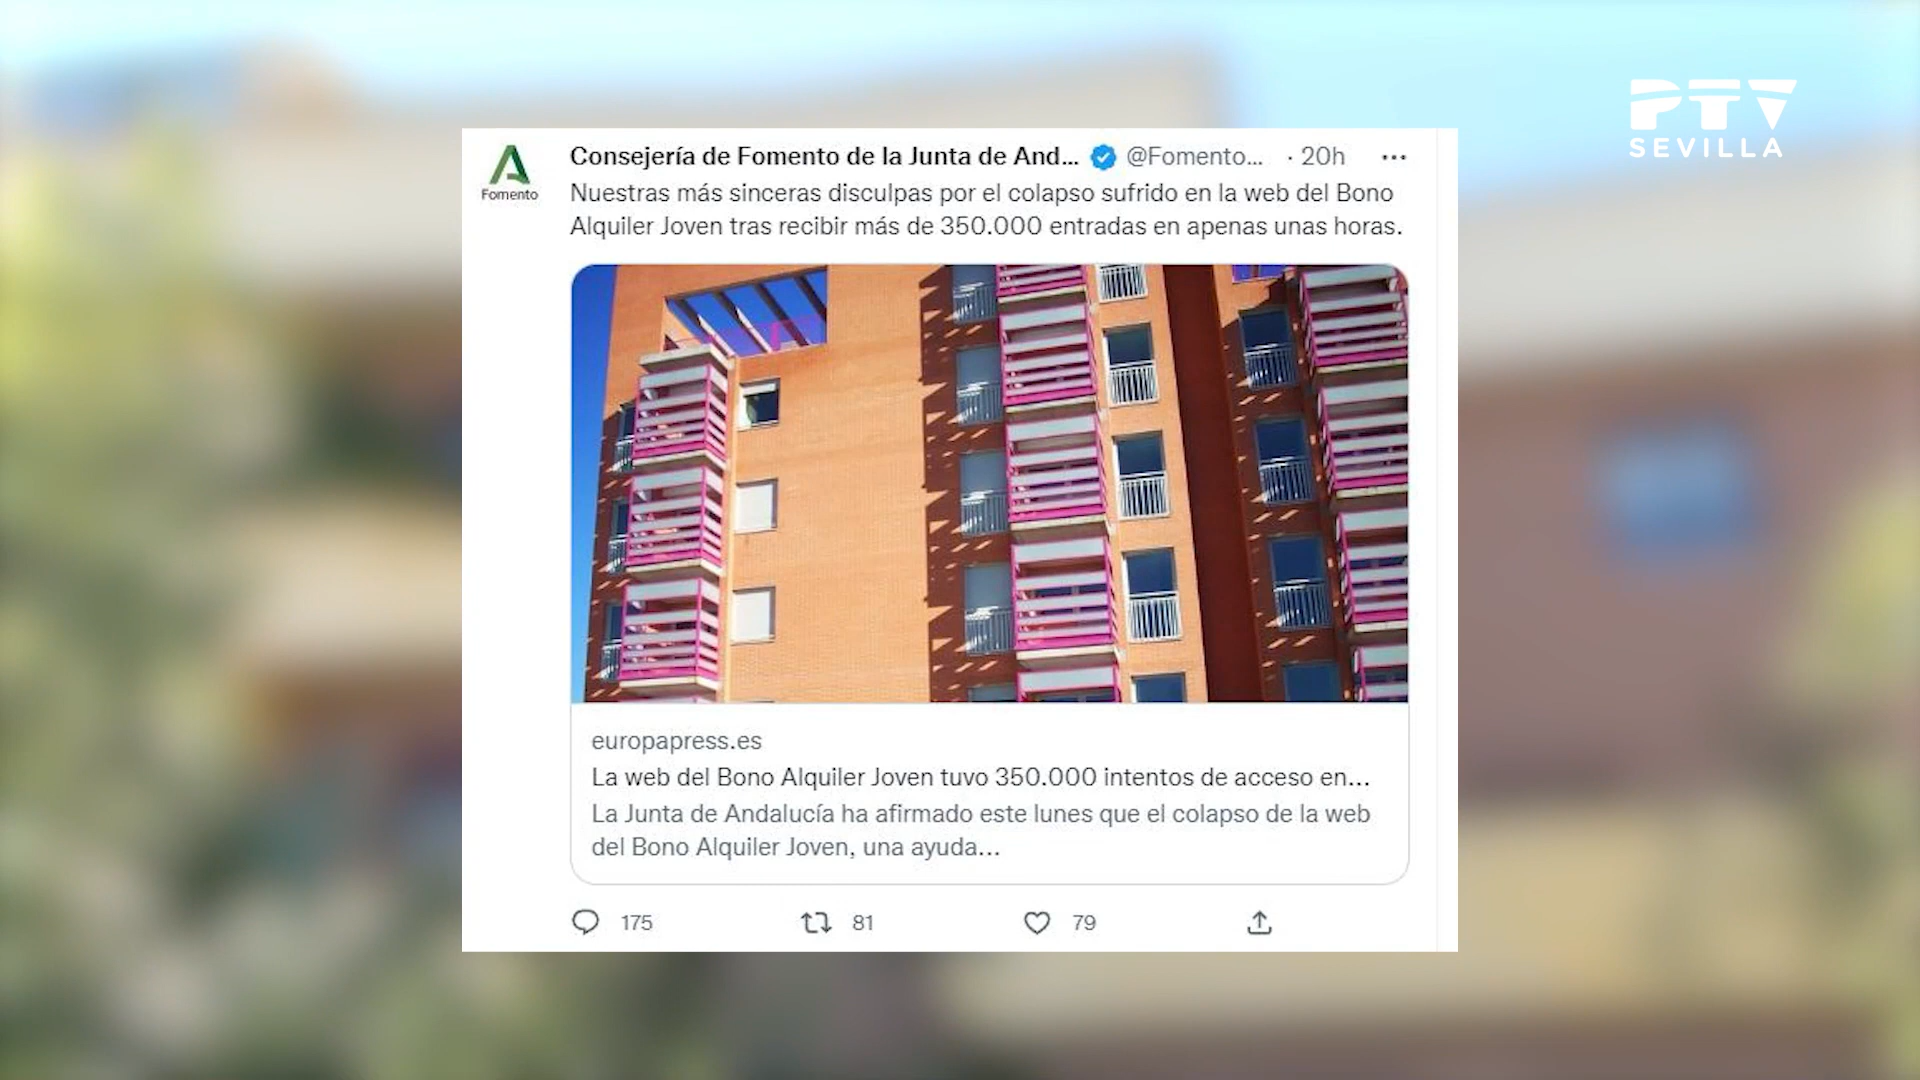 PTV
SEVILLA
Consejería de Fomento de la Junta de And... @Fomento... · 20h
Fomento
Nuestras más sinceras disculpas por el colapso sufrido en la web del Bono
Alquiler Joven tras recibir más de 350.000 entradas en apenas unas horas.
europapress.es
La web del Bono Alquiler Joven tuvo 350.000 intentos de acceso en...
La Junta de Andalucía ha afirmado este lunes que el colapso de la web
del Bono Alquiler Joven, una ayuda...
175 81 79